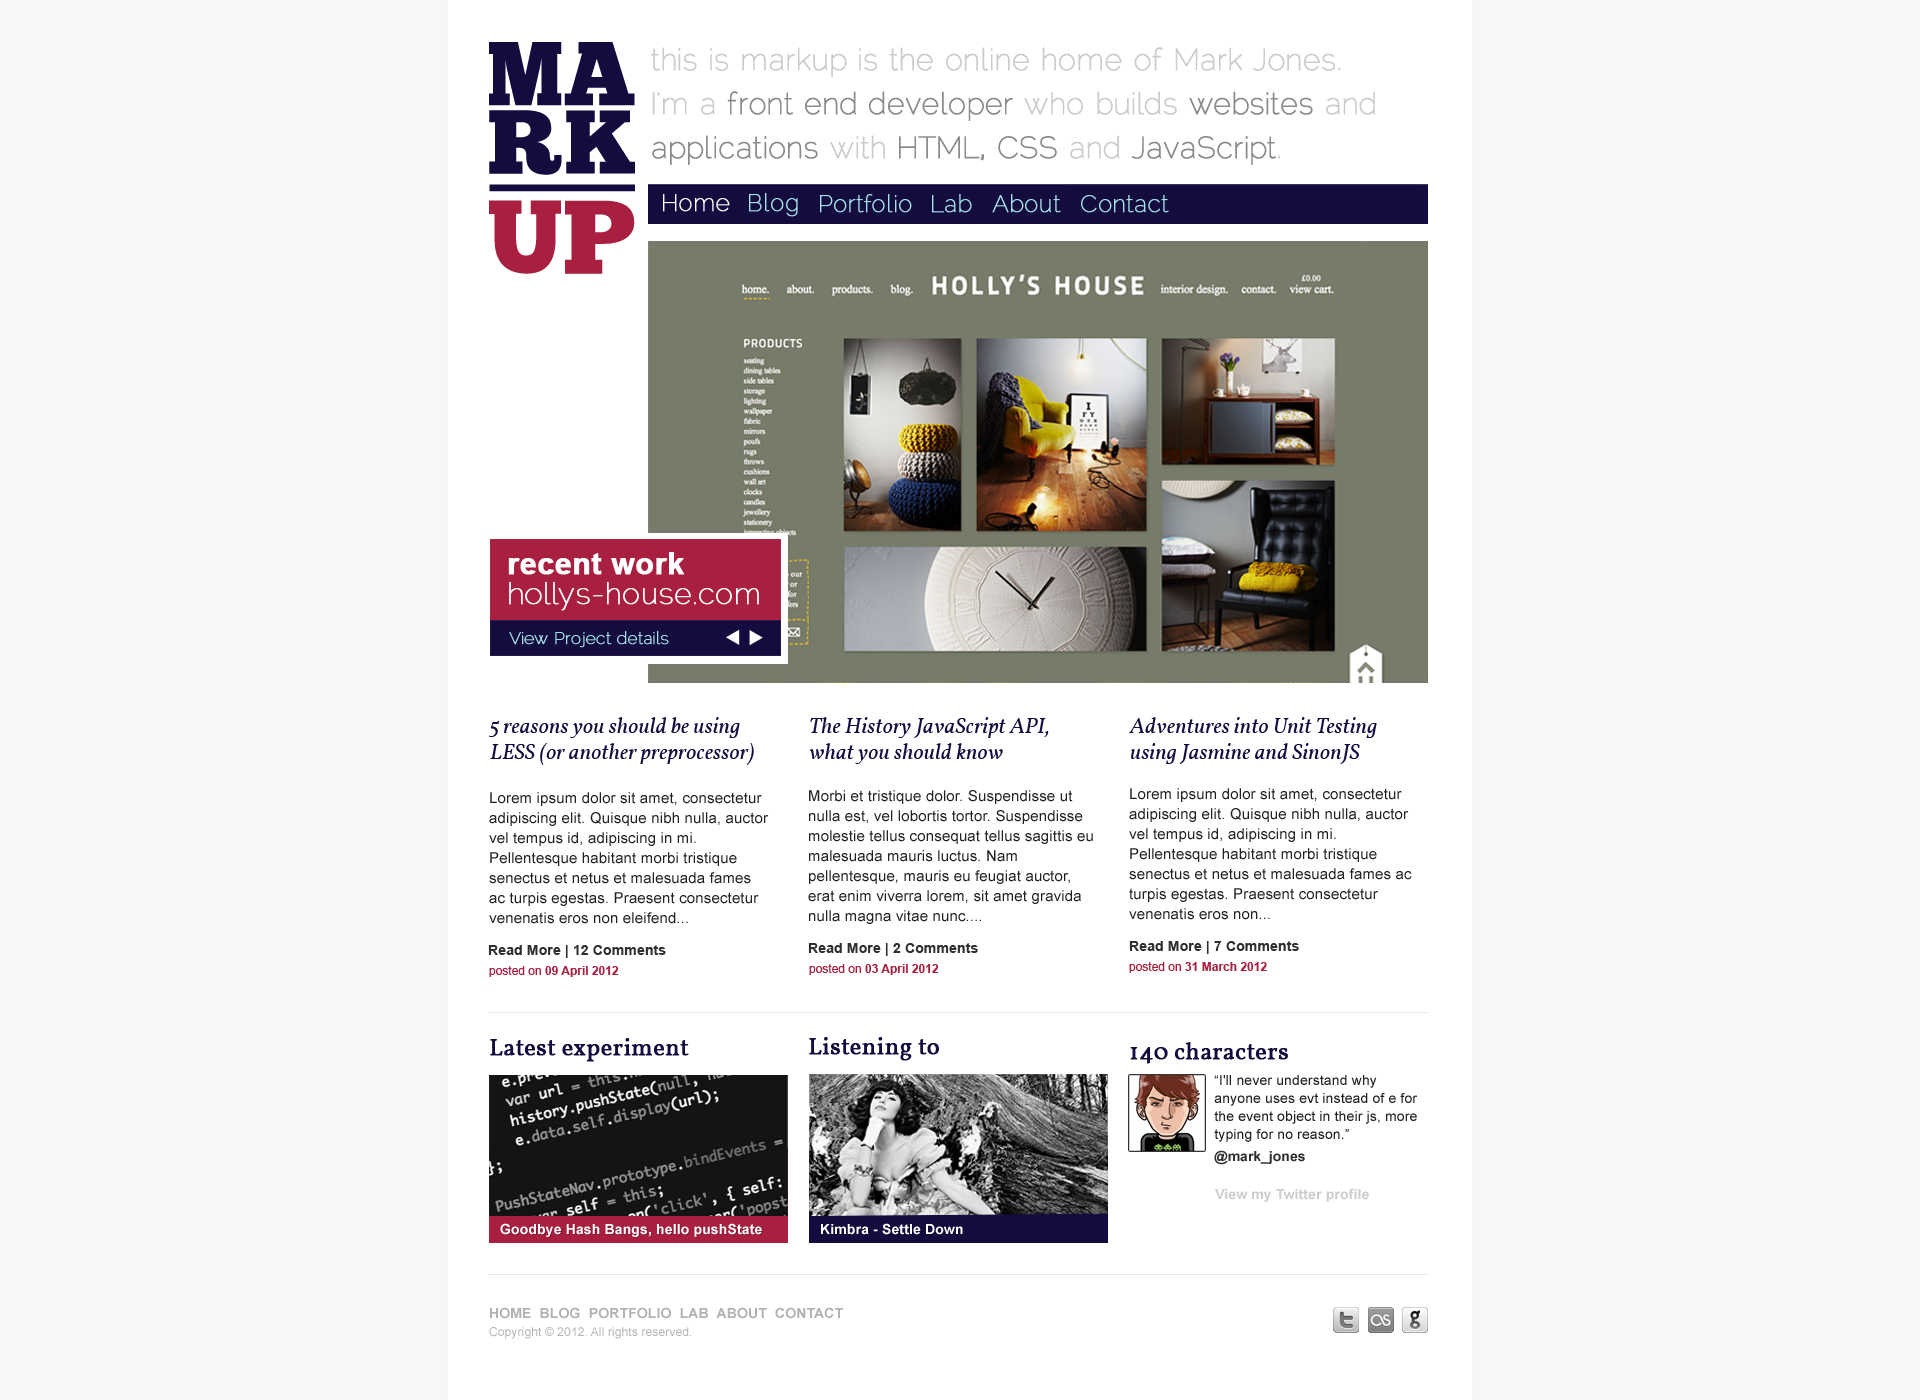 MA
RK
UP
this is markup is the online home of Mark Jones.
I'm a front end developer who builds websites and
applications with HTML, CSS and JavaScript.
Home Blog Portfolio Lab About Contact
home. about. products. blog. HOLLY'S HOUSE interior design. contact. £0.00 view cart.
PRODUCTS
seating
dining tables
side tables
storage
lighting
wallpaper
fabric
mirrors
poufs
rugs
throws
cushions
wall art
clocks
candles
jewellery
stationery
recent work
hollys-house.com
View Project details
our
or
for
5 reasons you should be using
LESS (or another preprocessor)
Lorem ipsum dolor sit amet, consectetur
adipiscing elit. Quisque nibh nulla, auctor
vel tempus id, adipiscing in mi.
Pellentesque habitant morbi tristique
senectus et netus et malesuada fames
ac turpis egestas. Praesent consectetur
venenatis eros non eleifend...
Read More | 12 Comments
posted on 09 April 2012
The History JavaScript API,
what you should know
Morbi et tristique dolor. Suspendisse ut
nulla est, vel lobortis tortor. Suspendisse
molestie tellus consequat tellus sagittis eu
malesuada mauris luctus. Nam
pellentesque, mauris eu feugiat auctor,
erat enim viverra lorem, sit amet gravida
nulla magna vitae nunc....
Read More | 2 Comments
posted on 03 April 2012
Adventures into Unit Testing
using Jasmine and SinonJS
Lorem ipsum dolor sit amet, consectetur
adipiscing elit. Quisque nibh nulla, auctor
vel tempus id, adipiscing in mi.
Pellentesque habitant morbi tristique
senectus et netus et malesuada fames ac
turpis egestas. Praesent consectetur
venenatis eros non...
Read More | 7 Comments
posted on 31 March 2012
Latest experiment
var url = this.
history.pushState(null,
e.data.self.display(url);
};
PushStateNav.prototype.bindEvents =
var self = this;
('click', { self:
Goodbye Hash Bangs, hello pushState
Listening to
Kimbra - Settle Down
140 characters
“I'll never understand why
anyone uses evt instead of e for
the event object in their js, more
typing for no reason.”
@mark_jones
View my Twitter profile
HOME BLOG PORTFOLIO LAB ABOUT CONTACT
Copyright © 2012. All rights reserved.